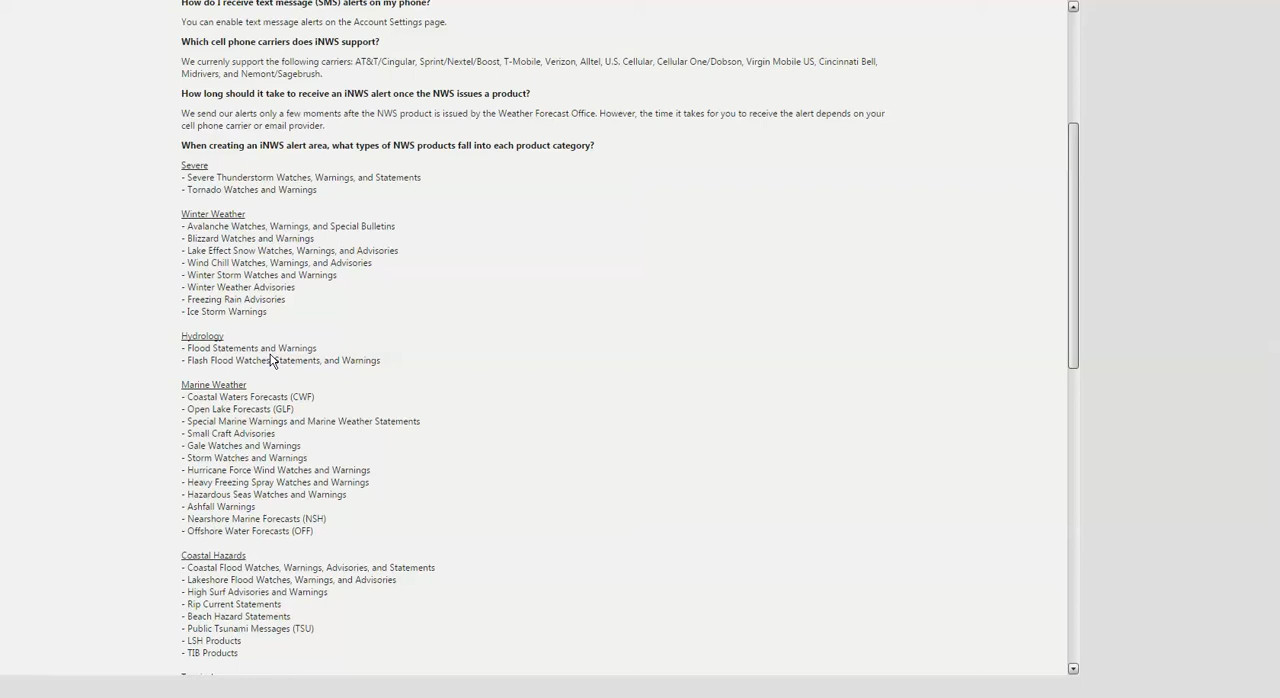 How do I receive text message (SMS) alerts on my phone?
You can enable text message alerts on the Account Settings page.
Which cell phone carriers does iNWS support?
We currently support the following carriers: AT&T/Cingular, Sprint/Nextel/Boost, T-Mobile, Verizon, Alltel, U.S. Cellular, Cellular One/Dobson, Virgin Mobile US, Cincinnati Bell,
Midrivers, and Nemont/Sagebrush.
How long should it take to receive an iNWS alert once the NWS issues a product?
We send our alerts only a few moments afte the NWS product is issued by the Weather Forecast Office. However, the time it takes for you to receive the alert depends on your
cell phone carrier or email provider.
When creating an iNWS alert area, what types of NWS products fall into each product category?
Severe
- Severe Thunderstorm Watches, Warnings, and Statements
- Tornado Watches and Warnings
Winter Weather
- Avalanche Watches, Warnings, and Special Bulletins
- Blizzard Watches and Warnings
- Lake Effect Snow Watches, Warnings, and Advisories
- Wind Chill Watches, Warnings, and Advisories
- Winter Storm Watches and Warnings
- Winter Weather Advisories
- Freezing Rain Advisories
- Ice Storm Warnings
Hydrology
- Flood Statements and Warnings
- Flash Flood Watches, Statements, and Warnings
Marine Weather
- Coastal Waters Forecasts (CWF)
- Open Lake Forecasts (GLF)
- Special Marine Warnings and Marine Weather Statements
- Small Craft Advisories
- Gale Watches and Warnings
- Storm Watches and Warnings
- Hurricane Force Wind Watches and Warnings
- Heavy Freezing Spray Watches and Warnings
- Hazardous Seas Watches and Warnings
- Ashfall Warnings
- Nearshore Marine Forecasts (NSH)
- Offshore Water Forecasts (OFF)
Coastal Hazards
- Coastal Flood Watches, Warnings, Advisories, and Statements
- Lakeshore Flood Watches, Warnings, and Advisories
- High Surf Advisories and Warnings
- Rip Current Statements
- Beach Hazard Statements
- Public Tsunami Messages (TSU)
- LSH Products
- TIB Products